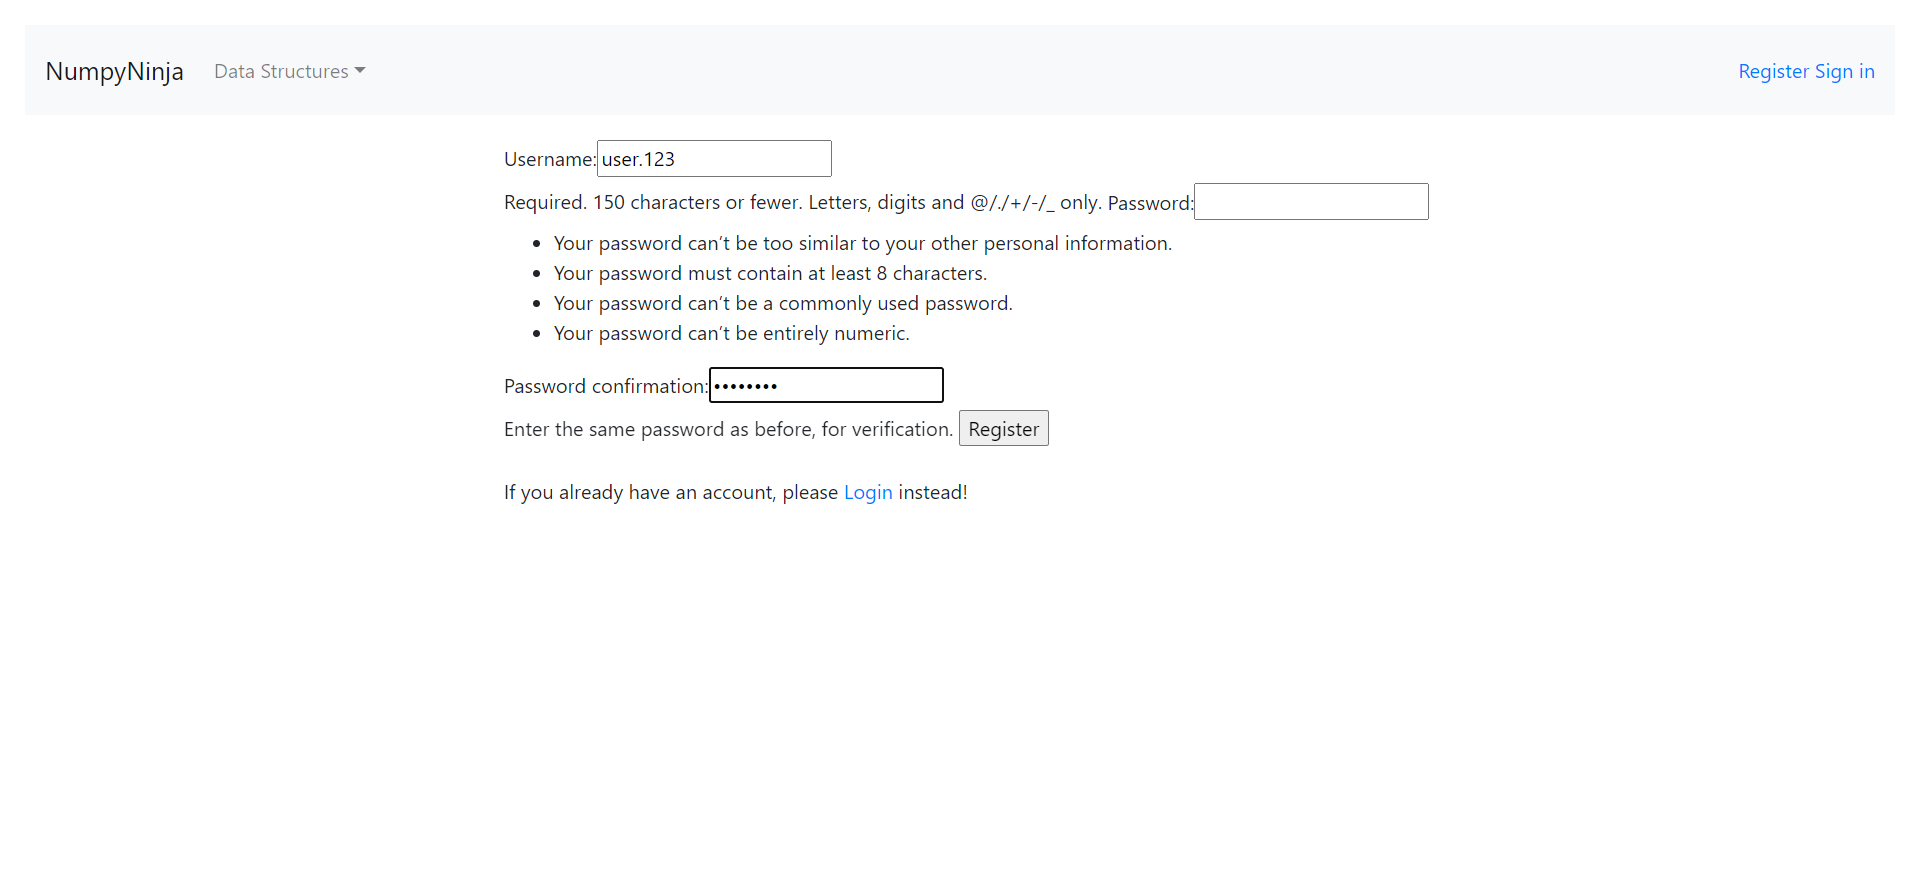 NumpyNinja Data Structures Register Sign in
Username: user.123
Required. 150 characters or fewer. Letters, digits and @/./+/-/_ only. Password:
• Your password can’t be too similar to your other personal information.
• Your password must contain at least 8 characters.
• Your password can’t be a commonly used password.
• Your password can’t be entirely numeric.
Password confirmation: ••••••••
Enter the same password as before, for verification. Register
If you already have an account, please Login instead!